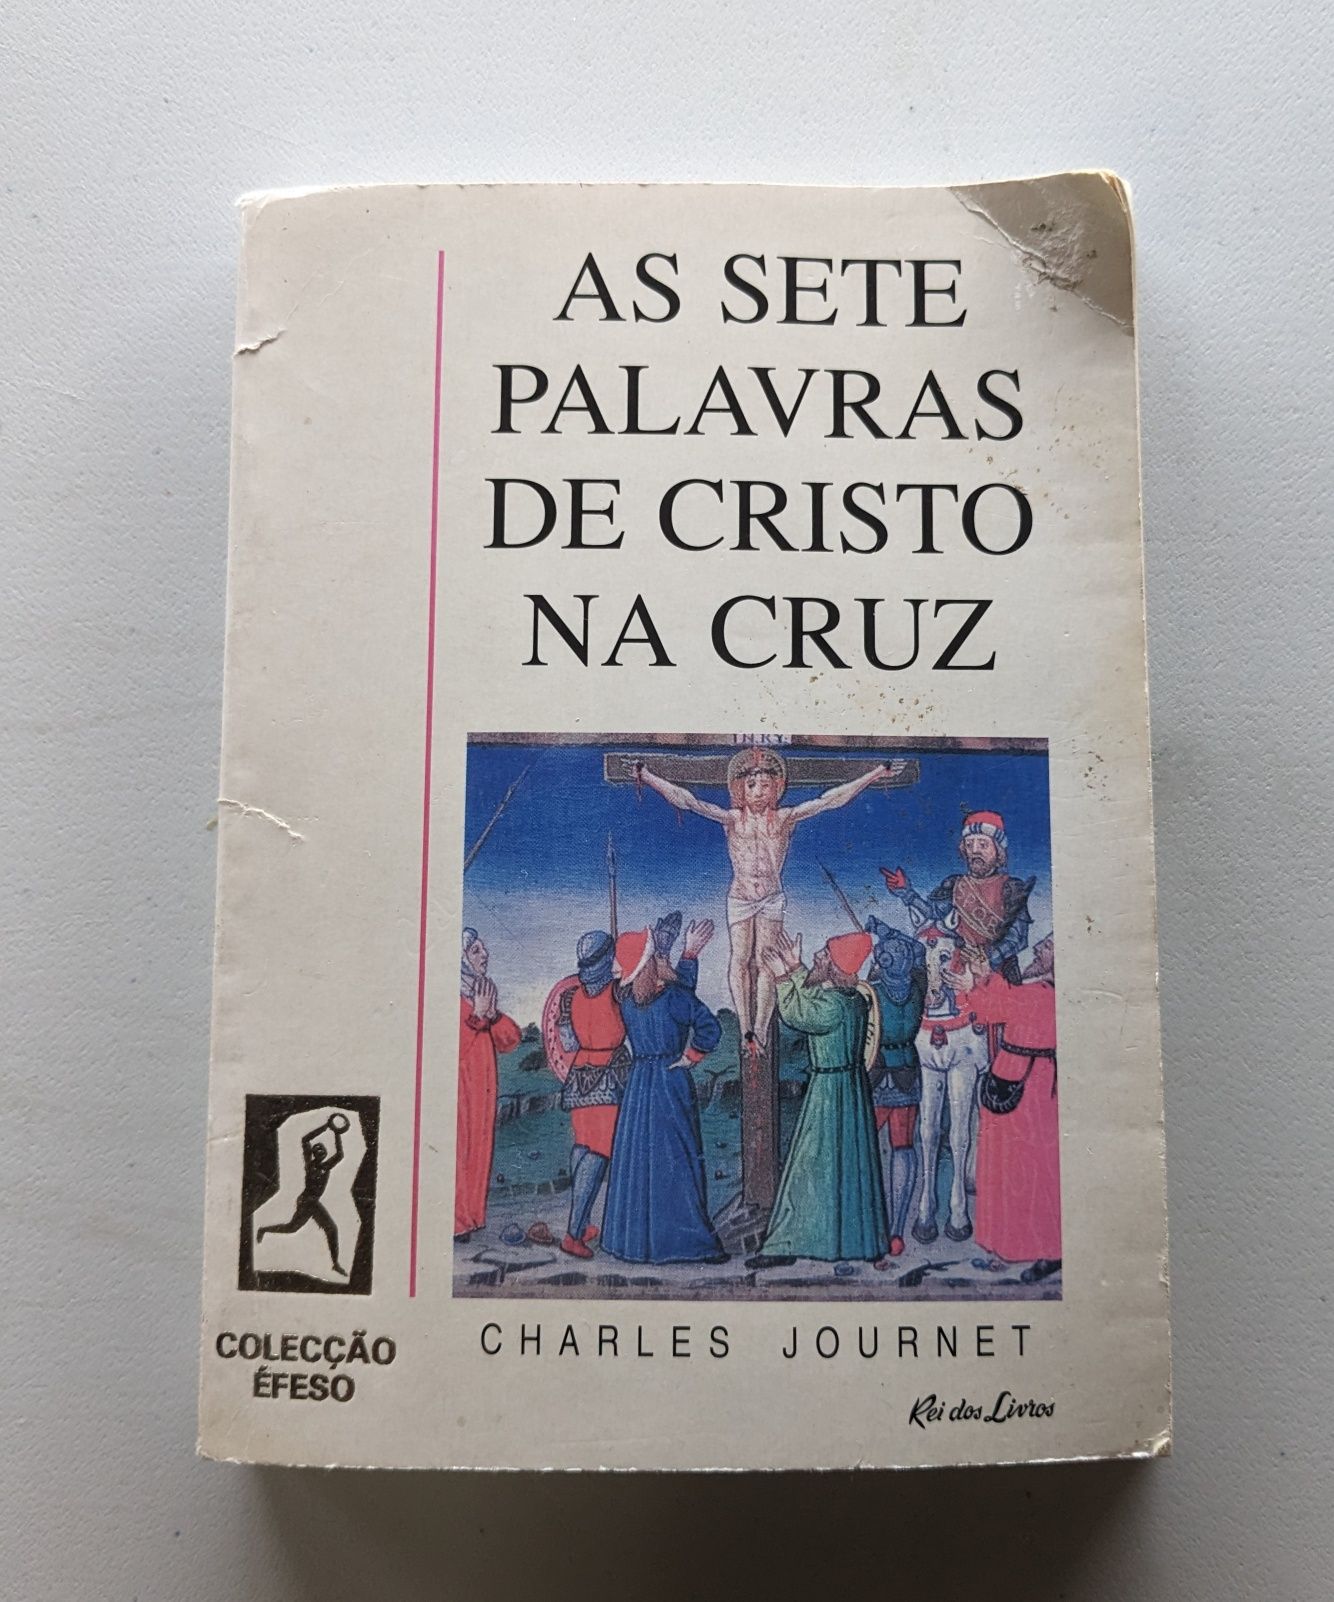 AS SETE
PALAVRAS
DE CRISTO
NA CRUZ
CHARLES JOURNET
COLECÇÃO
ÉFESO
Rei dos Livros